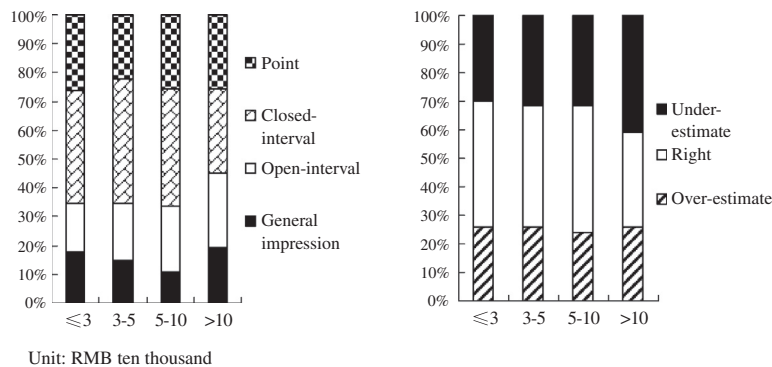 100%
90%
80%
70%
60%
50%
40%
30%
20%
10%
0%
≤3 3-5 5-10 >10
Point
Closed-
interval
Open-interval
General
impression
Unit: RMB ten thousand
100%
90%
80%
70%
60%
50%
40%
30%
20%
10%
0%
≤3 3-5 5-10 >10
Under-
estimate
Right
Over-estimate